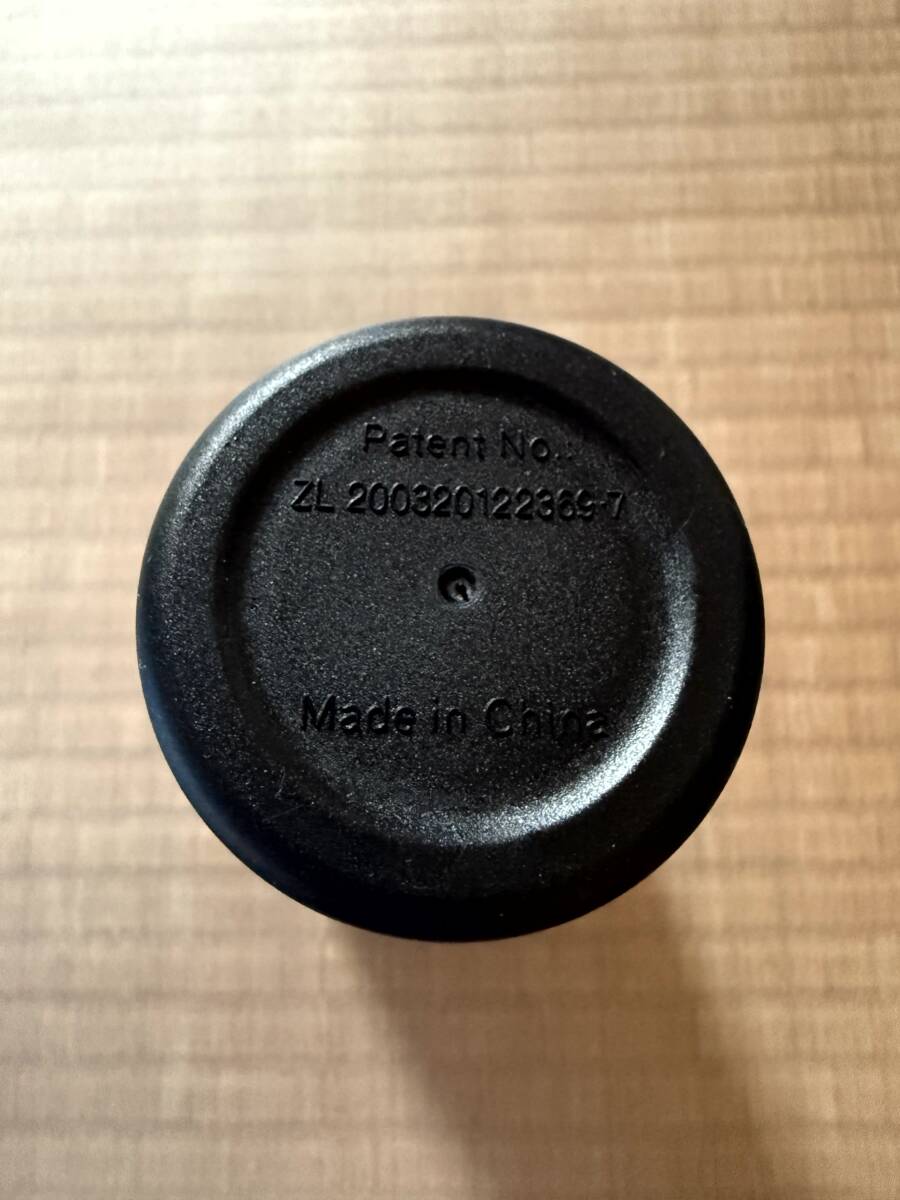 Patent No.:
ZL 200320122369-7
Made in China